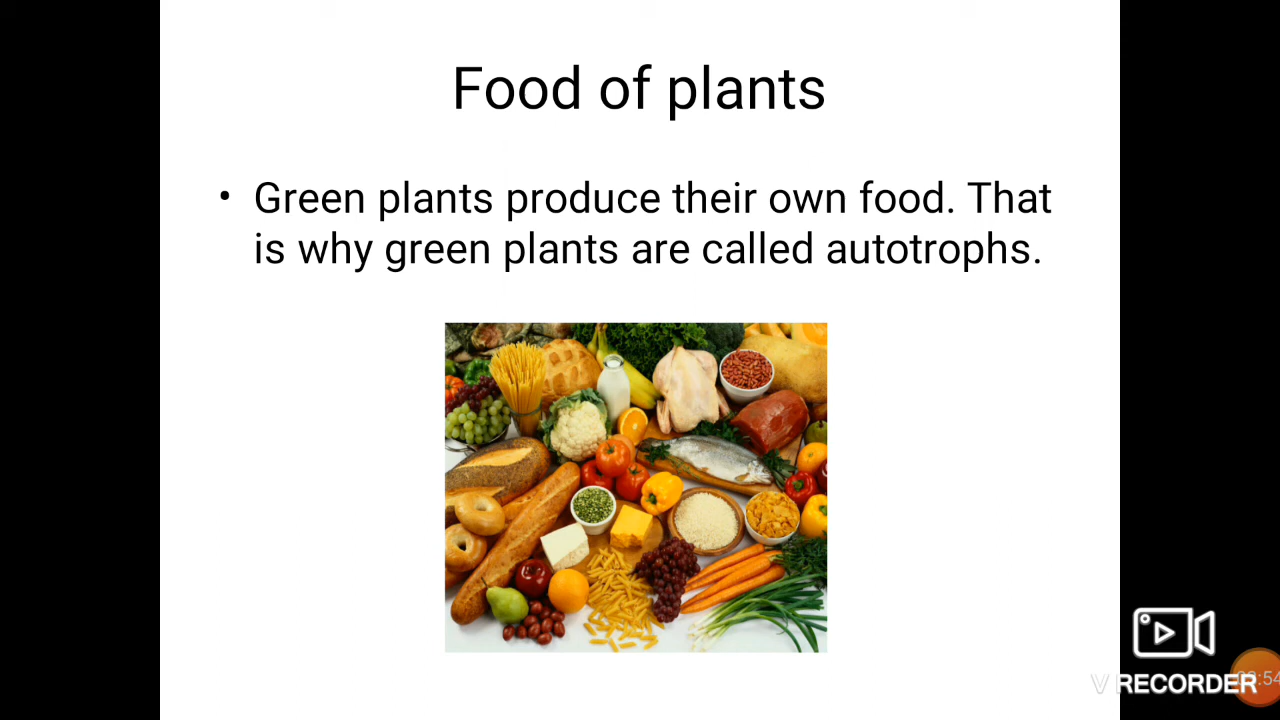 Food of plants
• Green plants produce their own food. That
is why green plants are called autotrophs.
V RECORDER